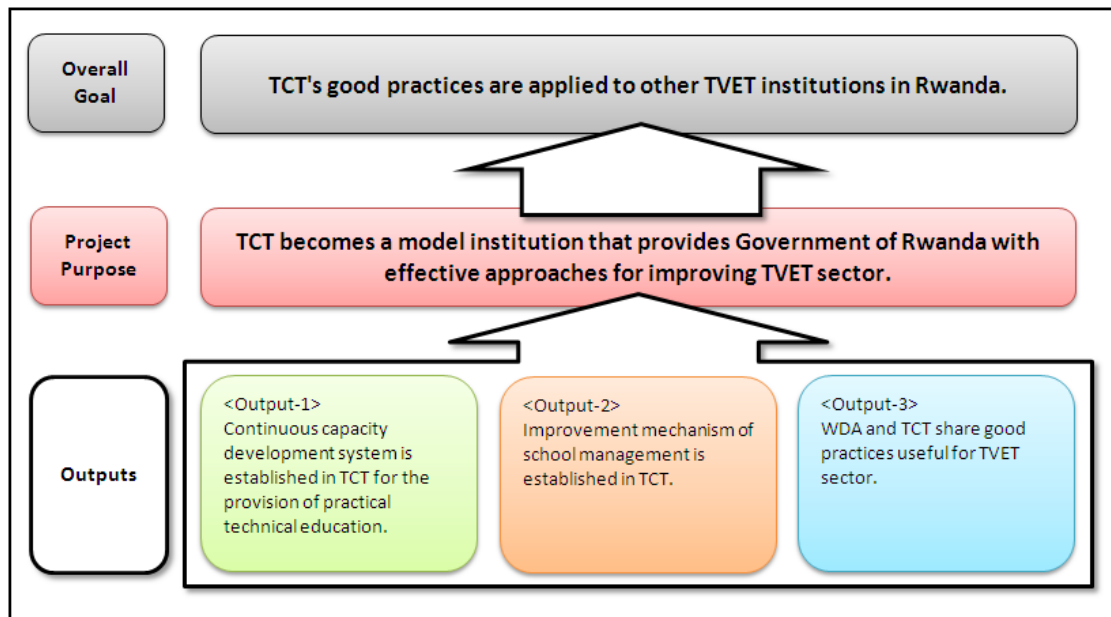 Overall
Goal
TCT's good practices are applied to other TVET institutions in Rwanda.
Project
Purpose
TCT becomes a model institution that provides Government of Rwanda with
effective approaches for improving TVET sector.
Outputs
<Output-1>
Continuous capacity
development system is
established in TCT for the
provision of practical
technical education.
<Output-2>
Improvement mechanism of
school management is
established in TCT.
<Output-3>
WDA and TCT share good
practices useful for TVET
sector.